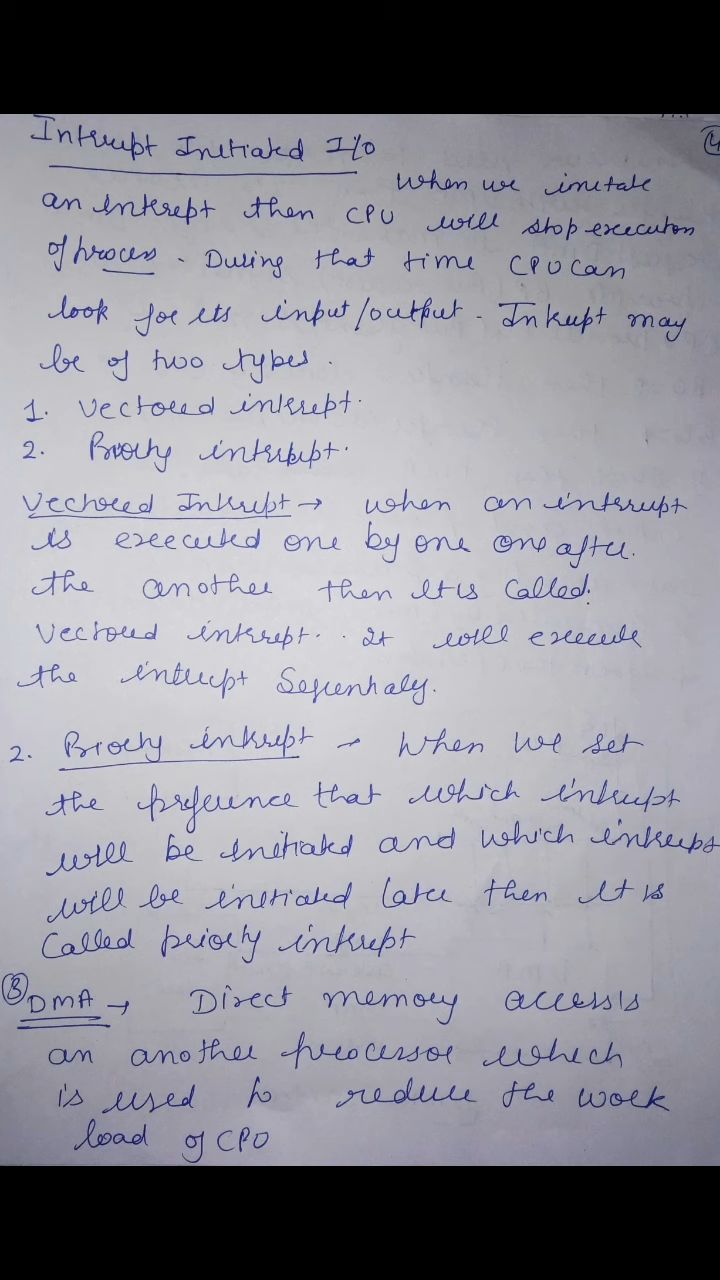 Interrupt Initiated I/O
4
When we initate
an interept then CPU will stop execution
of process. During that time CPU can
look for its input/output. Interupt may
be of two types.
1. Vectored interept.
2. Priority interrupt.
Vectored Interupt → when an interrupt
is executed one by one one after
the another then it is called.
Vectored interept. It will execute
the interupt Sequentialy.
2. Priority interupt → When we set
the preference that which interupt
will be initiated and which interupt
will be initiated later then it is
called priority interupt
③ DMA → Direct memory access is
an another processor which
is used to reduce the work
load of CPU